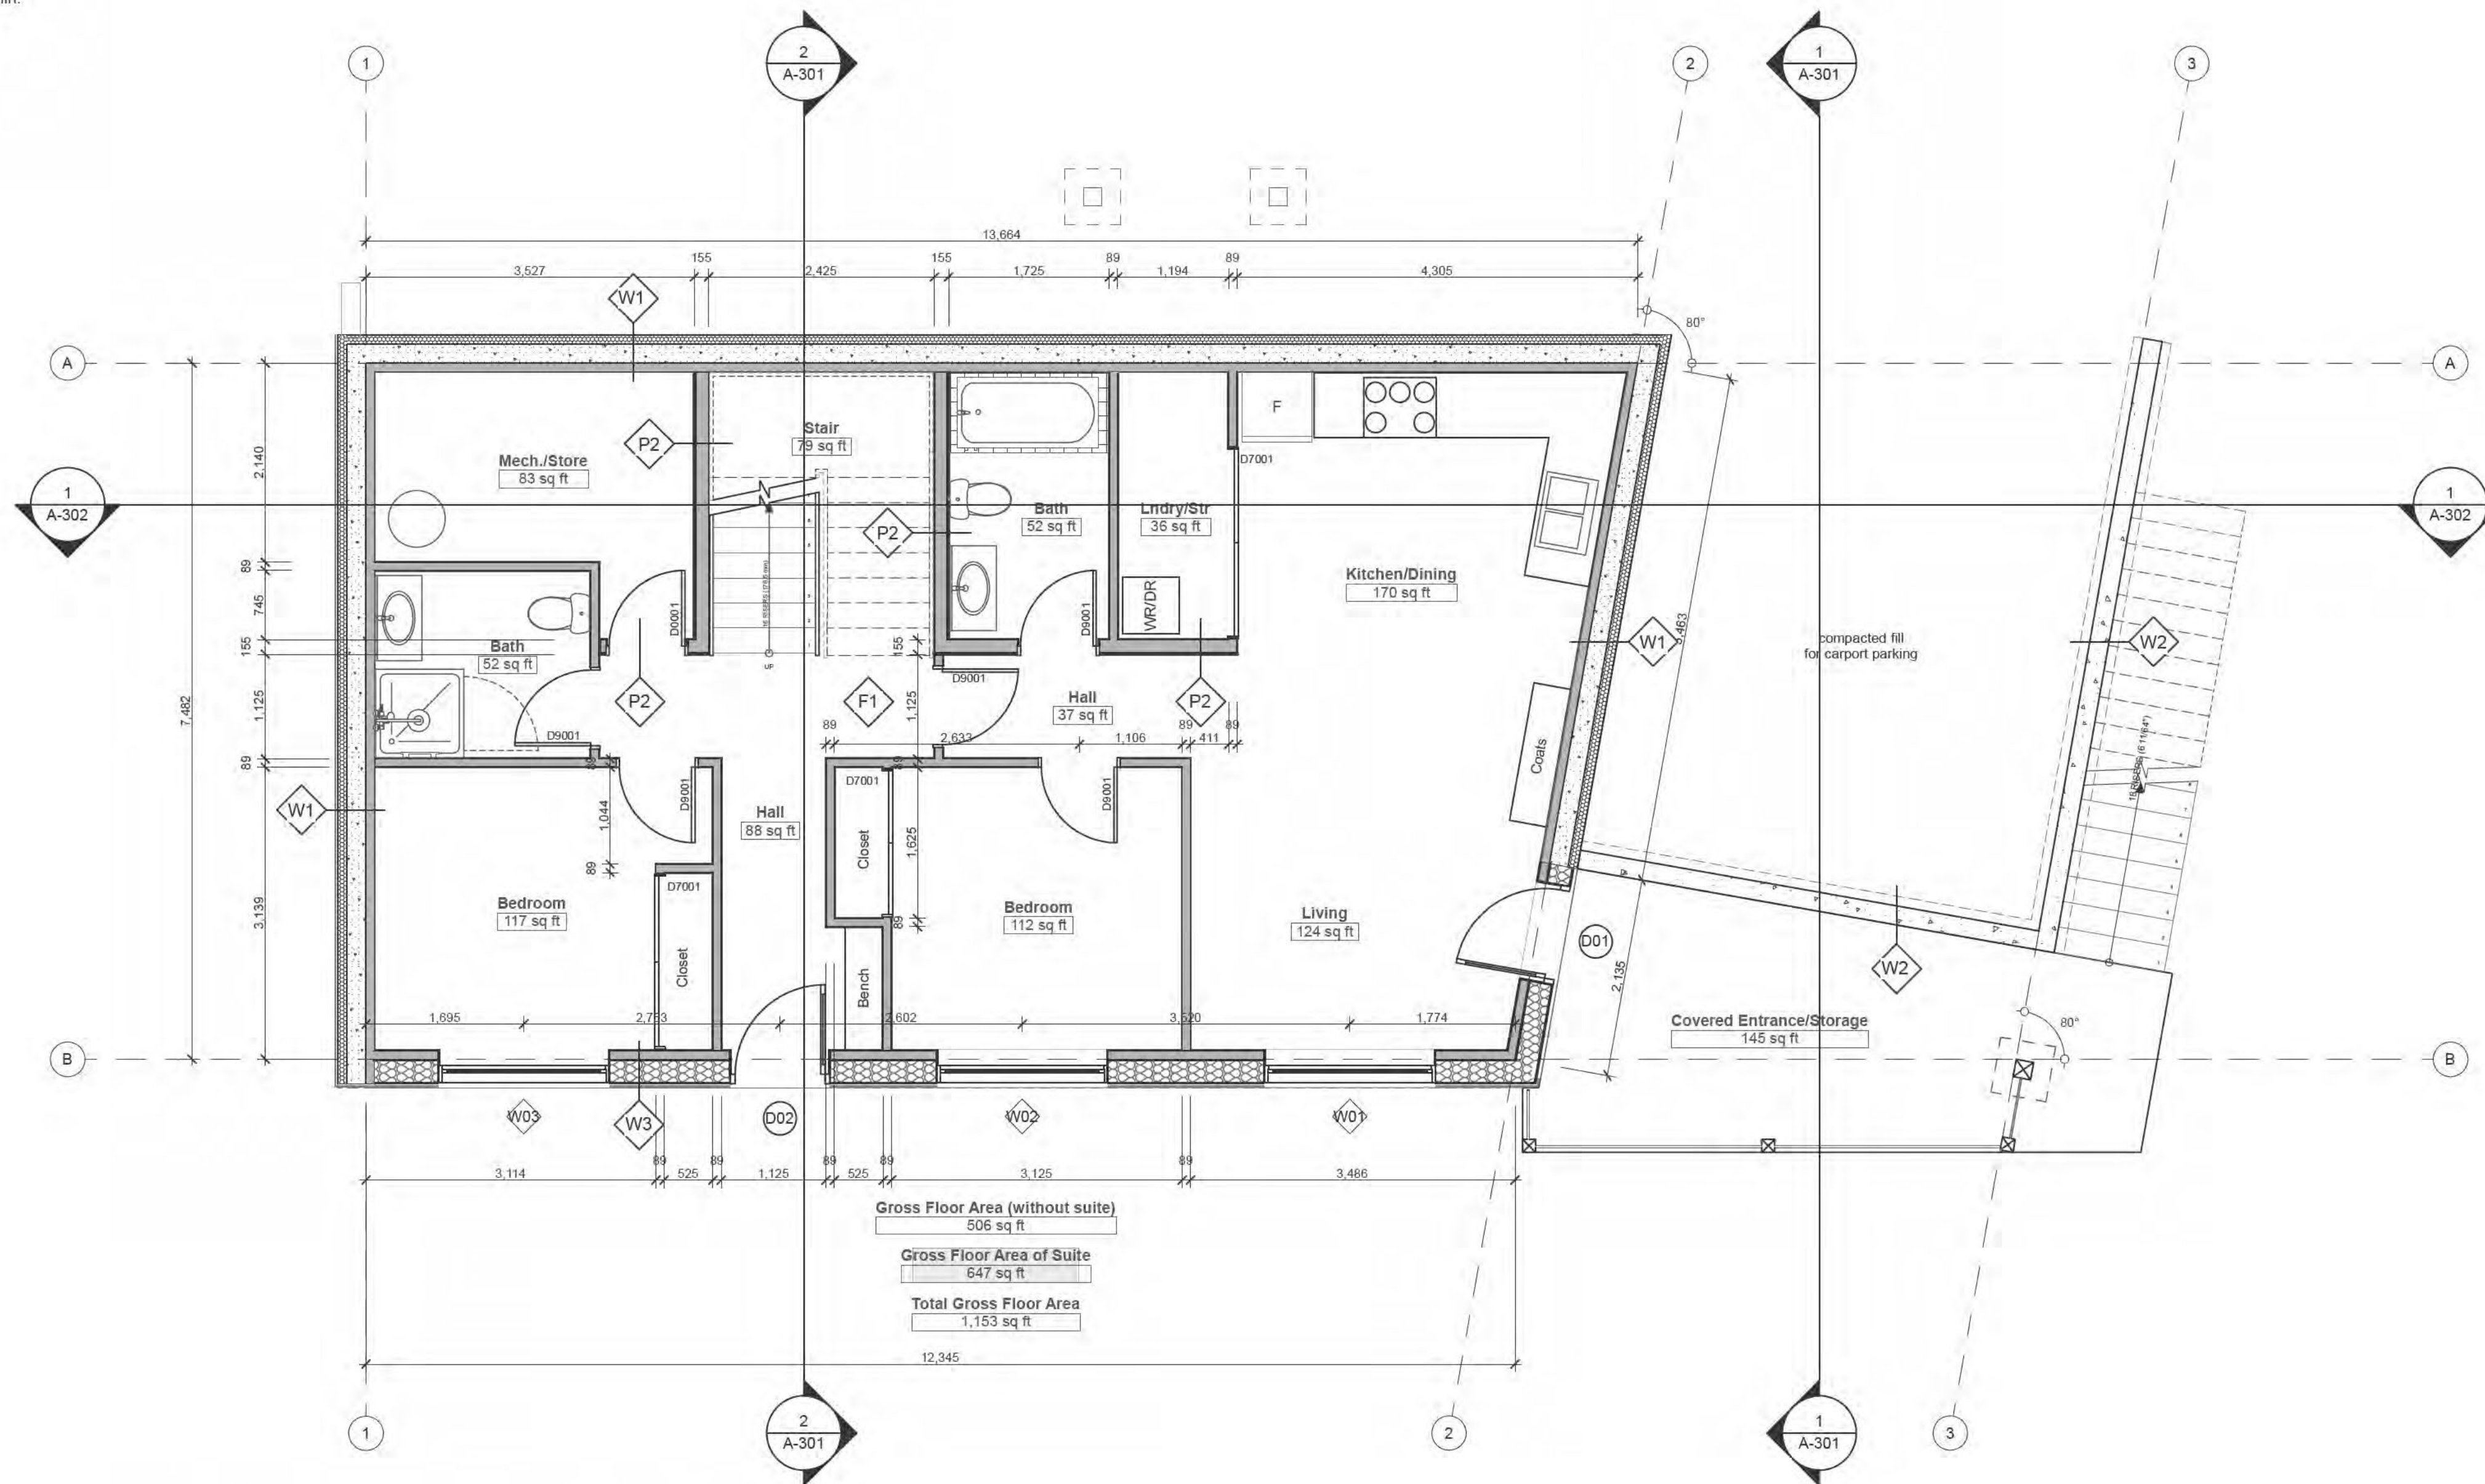 1
2
A-301
2
1
A-301
3
13,664
3,527
155
2,425
155
1,725
89
1,194
89
4,305
W1
80°
A
A
Stair
79 sq ft
F
P2
Mech./Store
83 sq ft
D7001
2,140
1
A-302
1
A-302
Bath
52 sq ft
Lndry/Str
36 sq ft
P2
Kitchen/Dining
170 sq ft
89
745
155
1,125
89
7,482
3,139
WR/DR
D0001
D9001
UP
Bath
52 sq ft
155
W1
compacted fill
for carport parking
W2
D9001
P2
F1
1,125
Hall
37 sq ft
P2
D9001
89
2,633
1,106
89
411
89
Coats
89
89
D7001
D9001
D9001
W1
1,044
89
Hall
88 sq ft
Closet
1,625
89
D7001
Bedroom
117 sq ft
Bedroom
112 sq ft
Living
124 sq ft
D01
Closet
Bench
W2
2,135
1,695
2,602
1,774
Covered Entrance/Storage
145 sq ft
80°
B
B
W03
W3
D02
W02
W01
3,114
89
525
89
1,125
89
525
89
3,125
89
3,486
Gross Floor Area (without suite)
506 sq ft
Gross Floor Area of Suite
647 sq ft
Total Gross Floor Area
1,153 sq ft
12,345
1
2
A-301
2
1
A-301
3